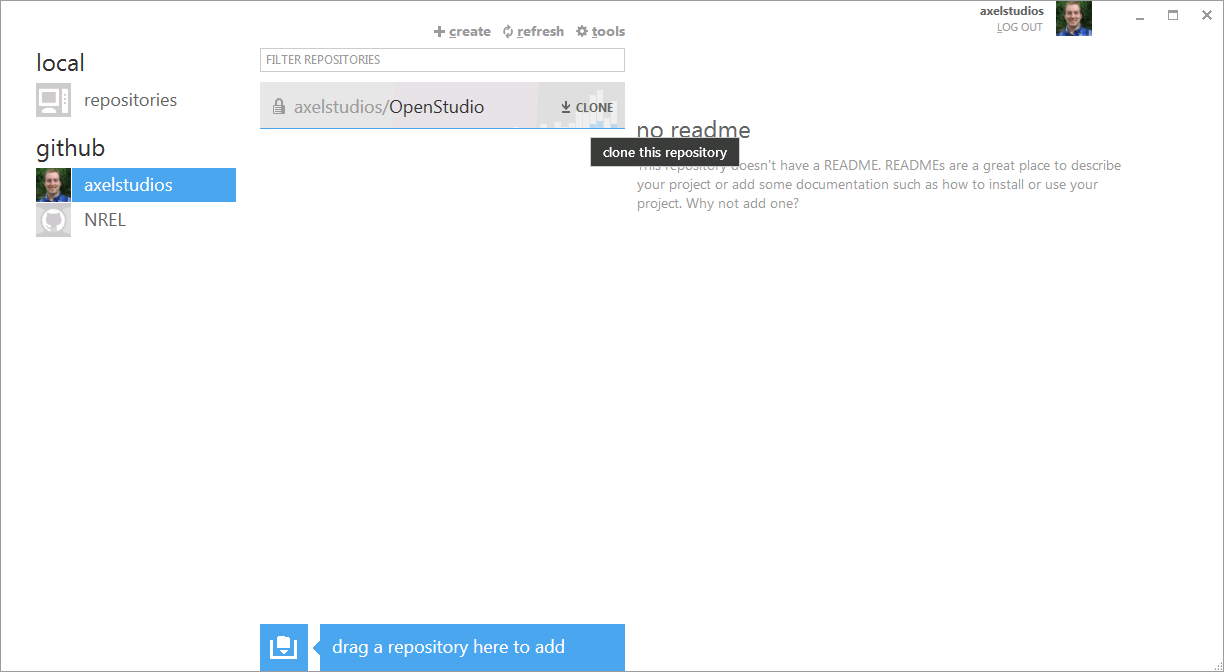 axelstudios
LOG OUT
create refresh tools
local
repositories
github
axelstudios
NREL
FILTER REPOSITORIES
axelstudios/OpenStudio
CLONE
clone this repository
no readme
This repository doesn't have a README. READMEs are a great place to describe
your project or add some documentation such as how to install or use your
project. Why not add one?
drag a repository here to add